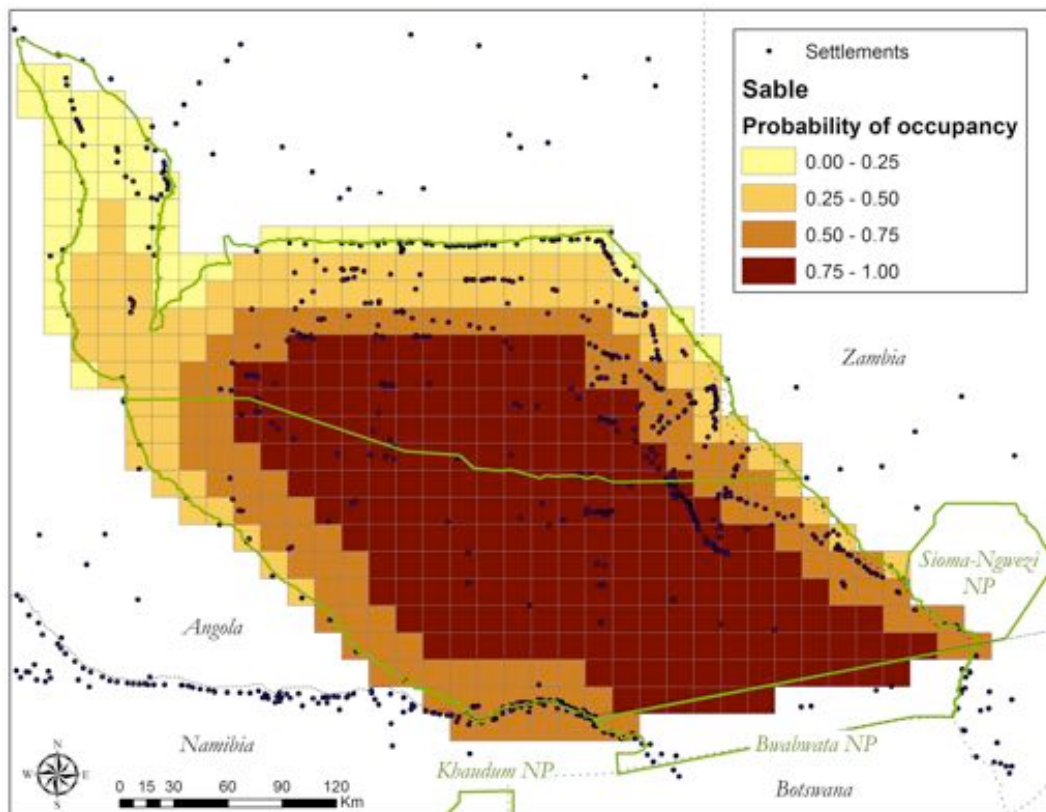 Settlements
Sable
Probability of occupancy
0.00 - 0.25
0.25 - 0.50
0.50 - 0.75
0.75 - 1.00
Zambia
Sioma-Ngwezi
NP
Angola
Namibia
Khaudum NP
Bwabwata NP
Botswana
N
W E
S
0 15 30 60 90 120
Km